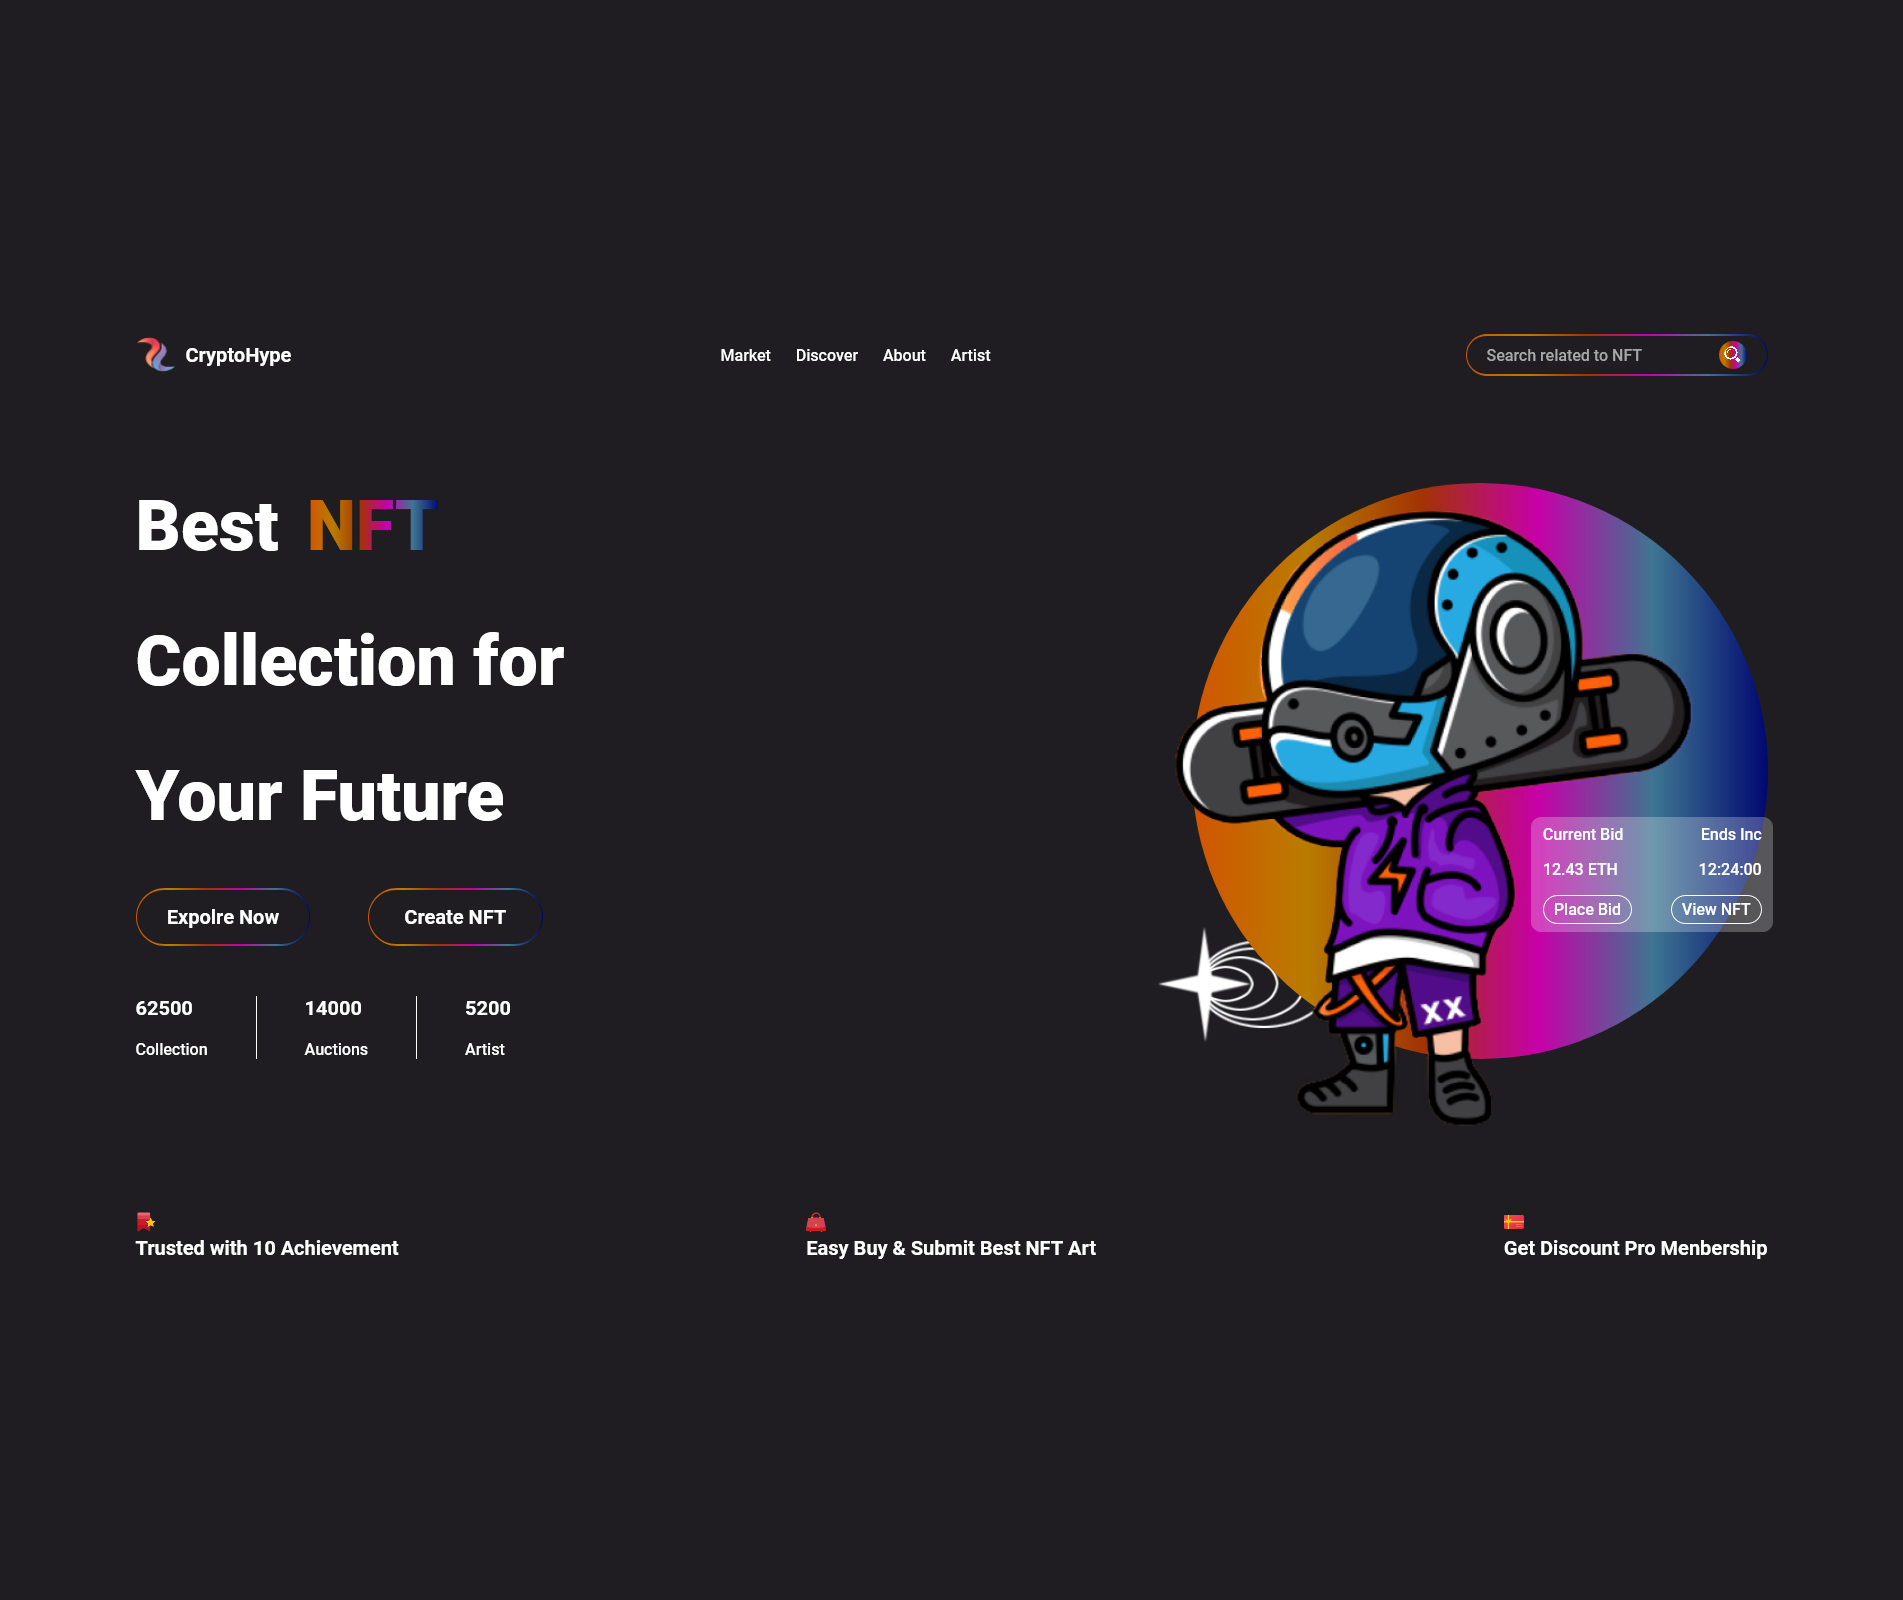 CryptoHype
Market Discover About Artist
Search related to NFT
Best NFT
Collection for
Your Future
Expolre Now
Create NFT
62500
Collection
14000
Auctions
5200
Artist
XX
Current Bid
Ends Inc
12.43 ETH
12:24:00
Place Bid
View NFT
Trusted with 10 Achievement
Easy Buy & Submit Best NFT Art
Get Discount Pro Menbership